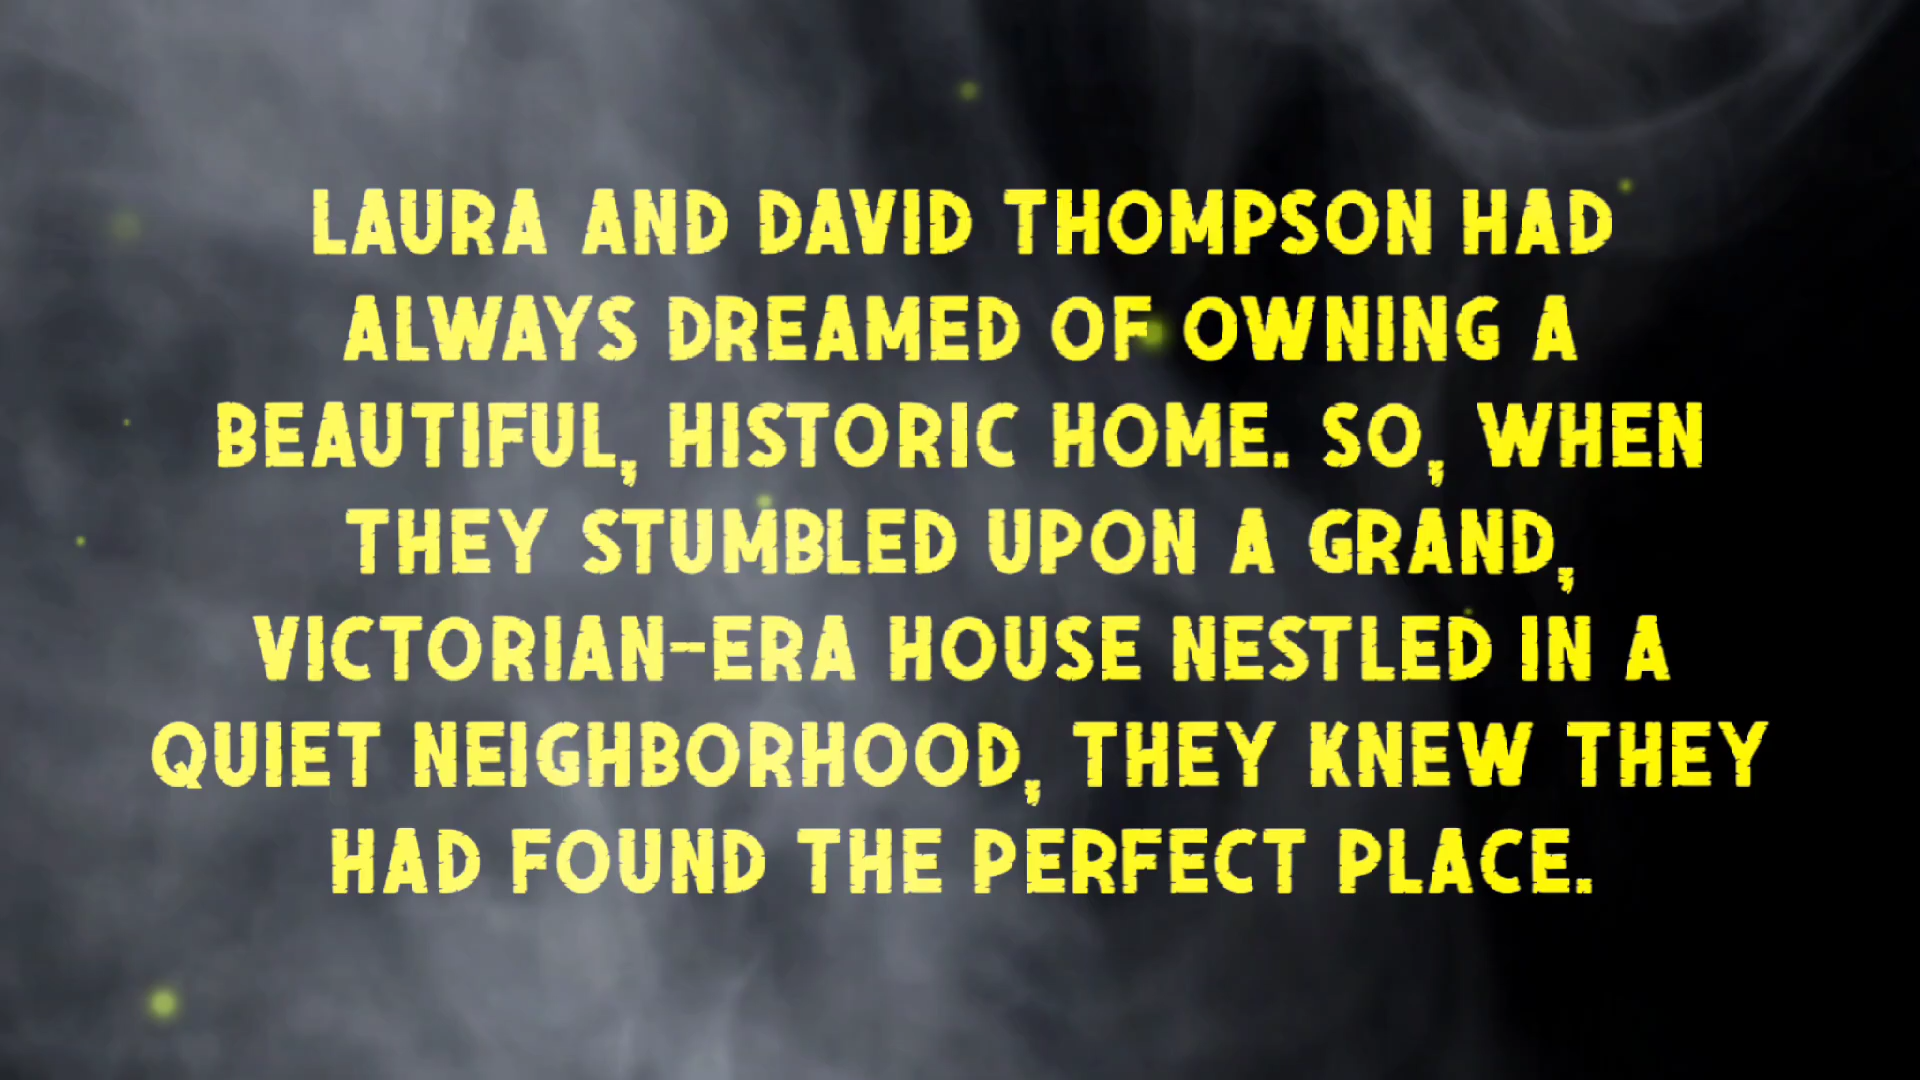 LAURA AND DAVID THOMPSON HAD
ALWAYS DREAMED OF OWNING A
BEAUTIFUL, HISTORIC HOME. SO, WHEN
THEY STUMBLED UPON A GRAND,
VICTORIAN-ERA HOUSE NESTLED IN A
QUIET NEIGHBORHOOD, THEY KNEW THEY
HAD FOUND THE PERFECT PLACE.